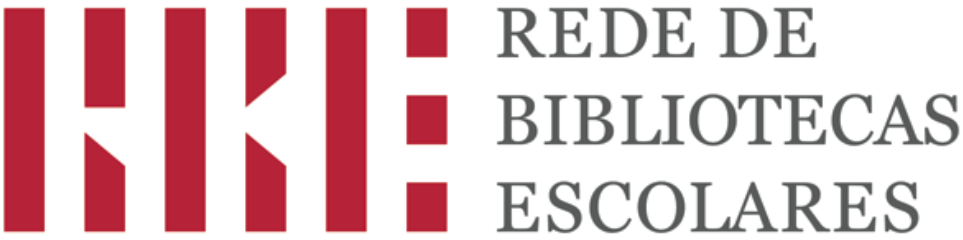 REDE DE
BIBLIOTECAS
ESCOLARES